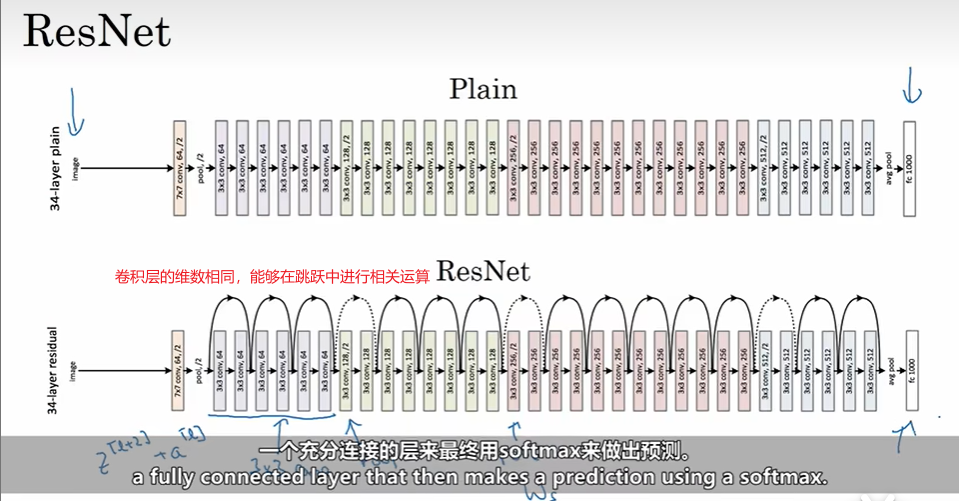 ResNet
Plain
34-layer plain
image
7x7 conv, 64, /2
pool, /2
3x3 conv, 64
3x3 conv, 64
3x3 conv, 64
3x3 conv, 64
3x3 conv, 64
3x3 conv, 64
3x3 conv, 128, /2
3x3 conv, 128
3x3 conv, 128
3x3 conv, 128
3x3 conv, 128
3x3 conv, 128
3x3 conv, 128
3x3 conv, 128
3x3 conv, 256, /2
3x3 conv, 256
3x3 conv, 256
3x3 conv, 256
3x3 conv, 256
3x3 conv, 256
3x3 conv, 256
3x3 conv, 256
3x3 conv, 256
3x3 conv, 256
3x3 conv, 256
3x3 conv, 256
3x3 conv, 512, /2
3x3 conv, 512
3x3 conv, 512
3x3 conv, 512
3x3 conv, 512
3x3 conv, 512
avg pool
fc 1000
卷积层的维数相同，能够在跳跃中进行相关运算
ResNet
34-layer residual
image
7x7 conv, 64, /2
pool, /2
3x3 conv, 64
3x3 conv, 64
3x3 conv, 64
3x3 conv, 64
3x3 conv, 64
3x3 conv, 64
3x3 conv, 128, /2
3x3 conv, 128
3x3 conv, 128
3x3 conv, 128
3x3 conv, 128
3x3 conv, 128
3x3 conv, 128
3x3 conv, 128
3x3 conv, 256, /2
3x3 conv, 256
3x3 conv, 256
3x3 conv, 256
3x3 conv, 256
3x3 conv, 256
3x3 conv, 256
3x3 conv, 256
3x3 conv, 256
3x3 conv, 256
3x3 conv, 256
3x3 conv, 256
3x3 conv, 512, /2
3x3 conv, 512
3x3 conv, 512
3x3 conv, 512
3x3 conv, 512
3x3 conv, 512
avg pool
fc 1000
z[l+2] + a[l]
一个充分连接的层来最终用softmax来做出预测.
a fully connected layer that then makes a prediction using a softmax.
Ws